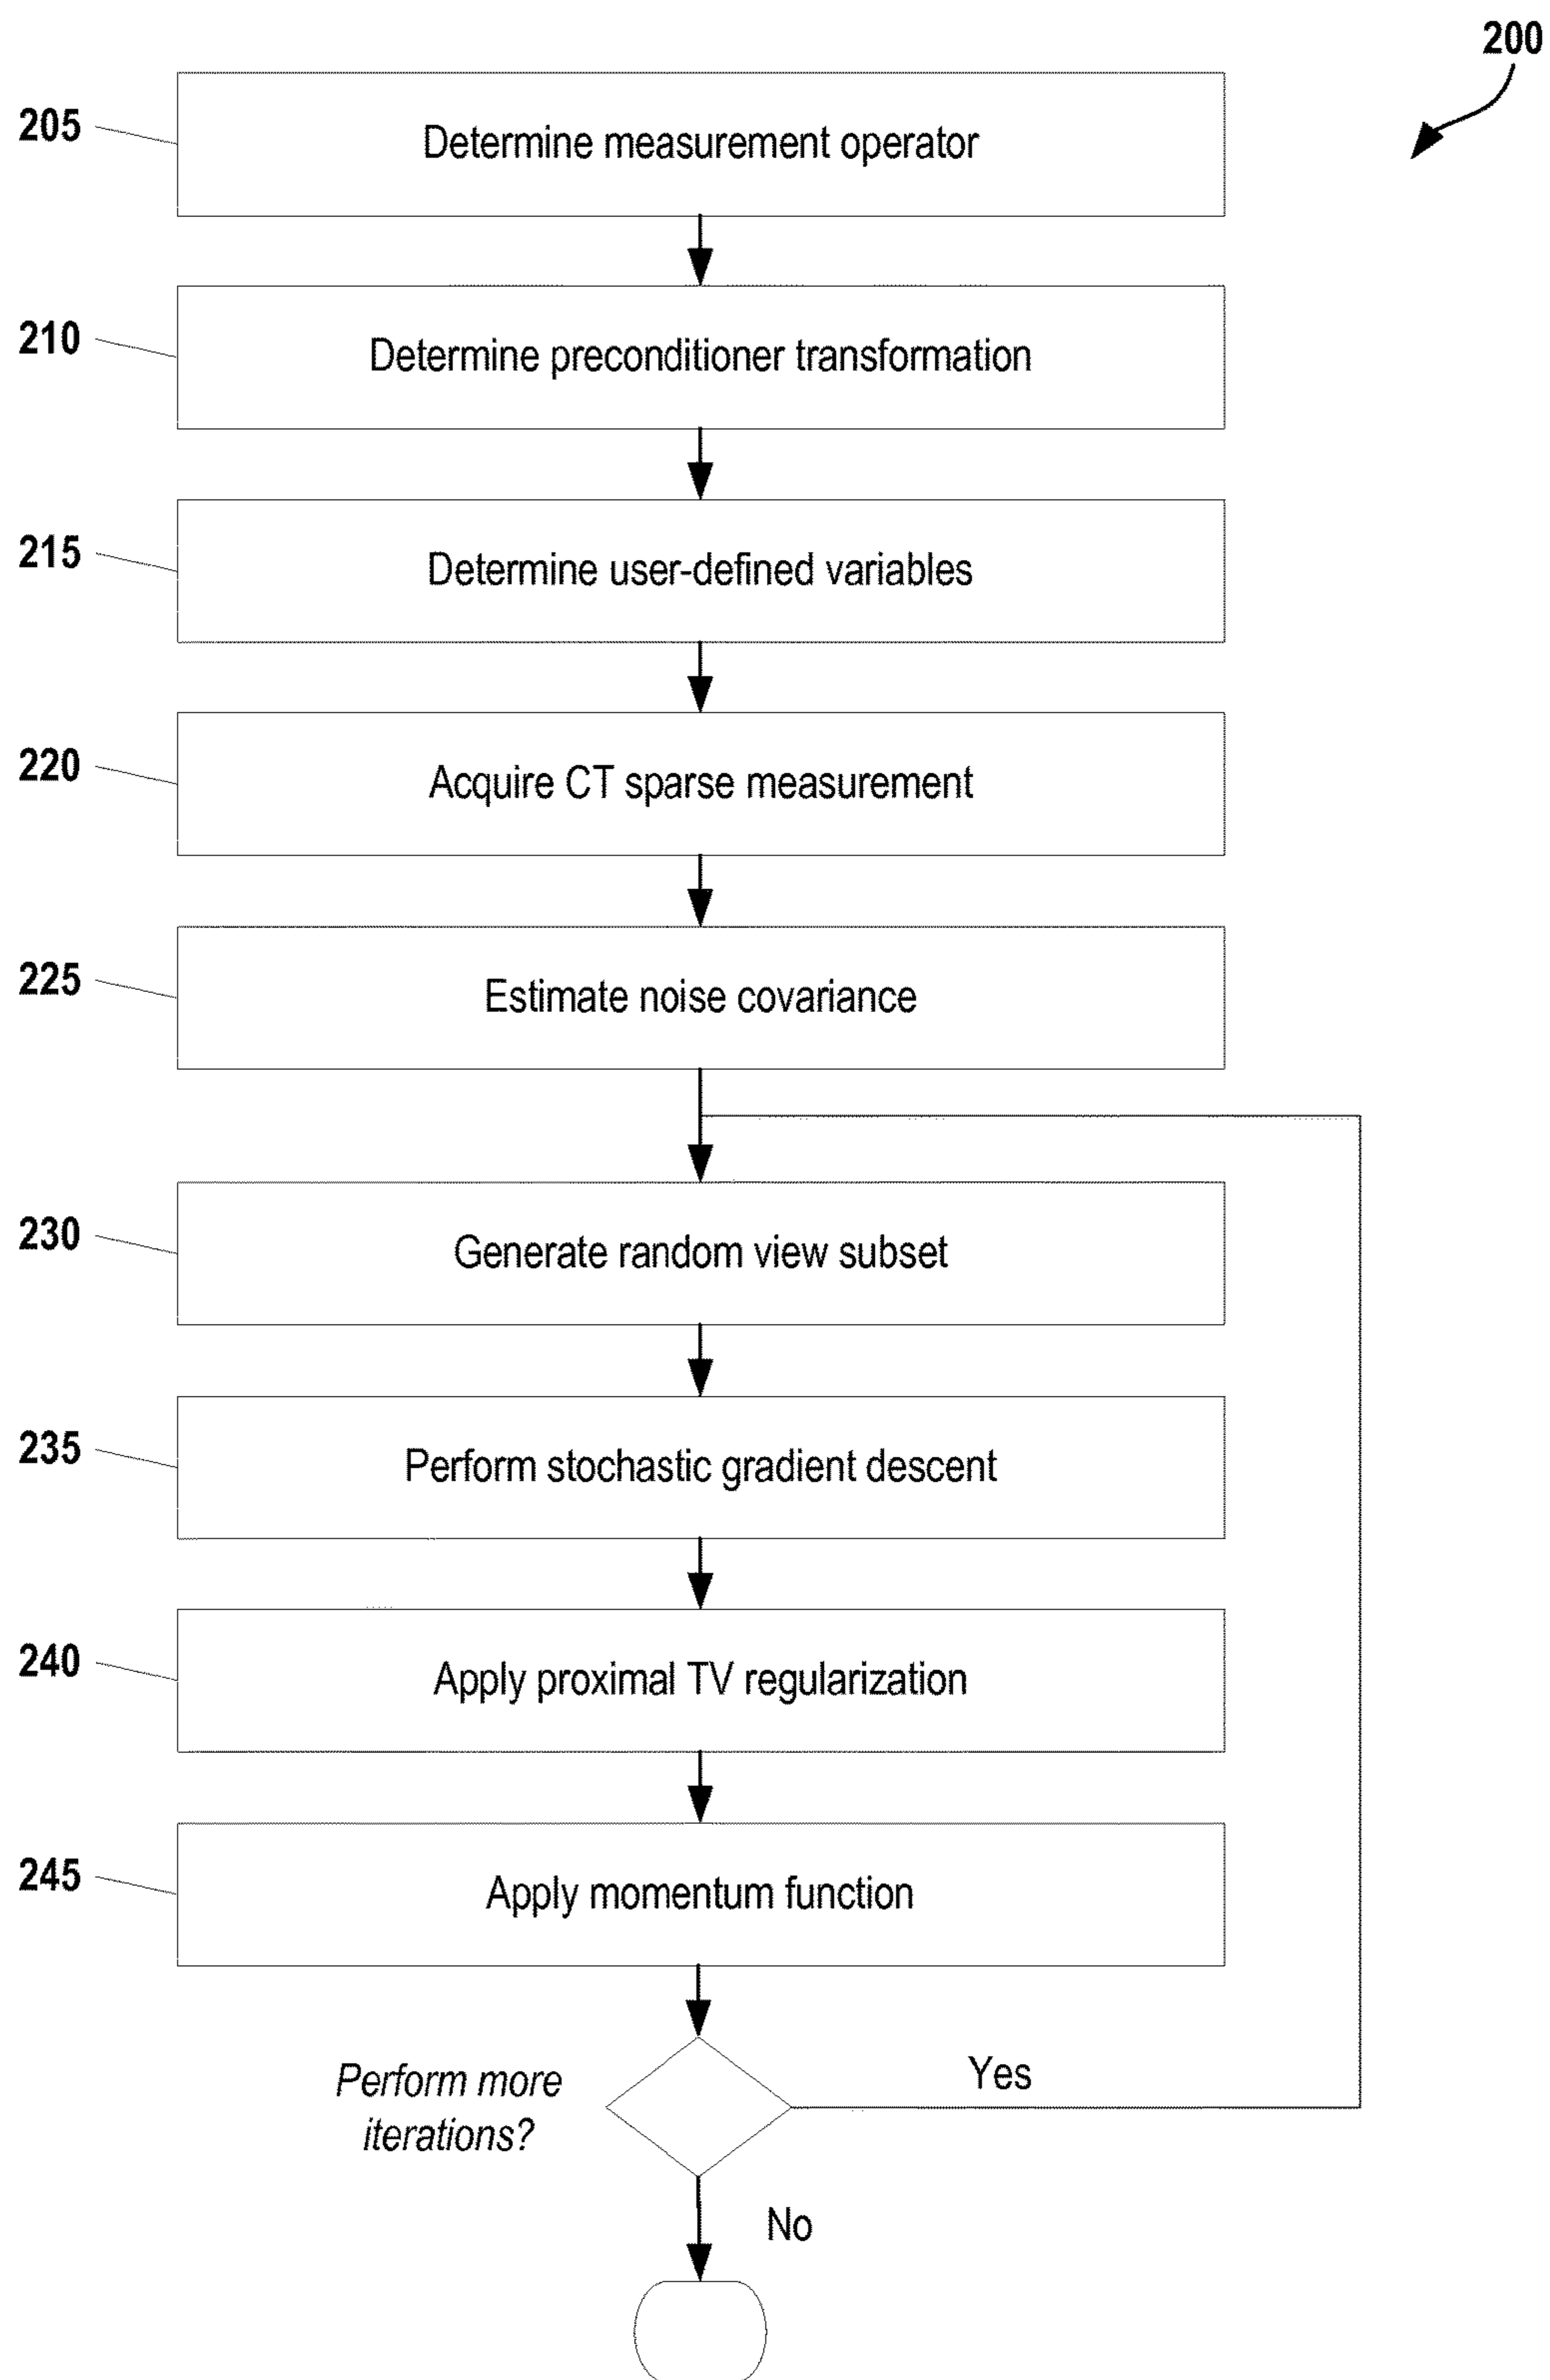 200
205
Determine measurement operator
210
Determine preconditioner transformation
215
Determine user-defined variables
220
Acquire CT sparse measurement
225
Estimate noise covariance
230
Generate random view subset
235
Perform stochastic gradient descent
240
Apply proximal TV regularization
245
Apply momentum function
Perform more
iterations?
Yes
No